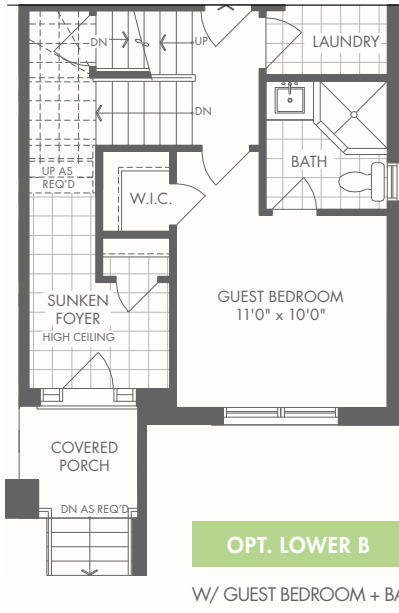 LAUNDRY
DN
UP
DN
BATH
UP AS
REQ'D
W.I.C.
SUNKEN
FOYER
HIGH CEILING
GUEST BEDROOM
11'0" x 10'0"
COVERED
PORCH
DN AS REQ'D
OPT. LOWER B
W/ GUEST BEDROOM + BA